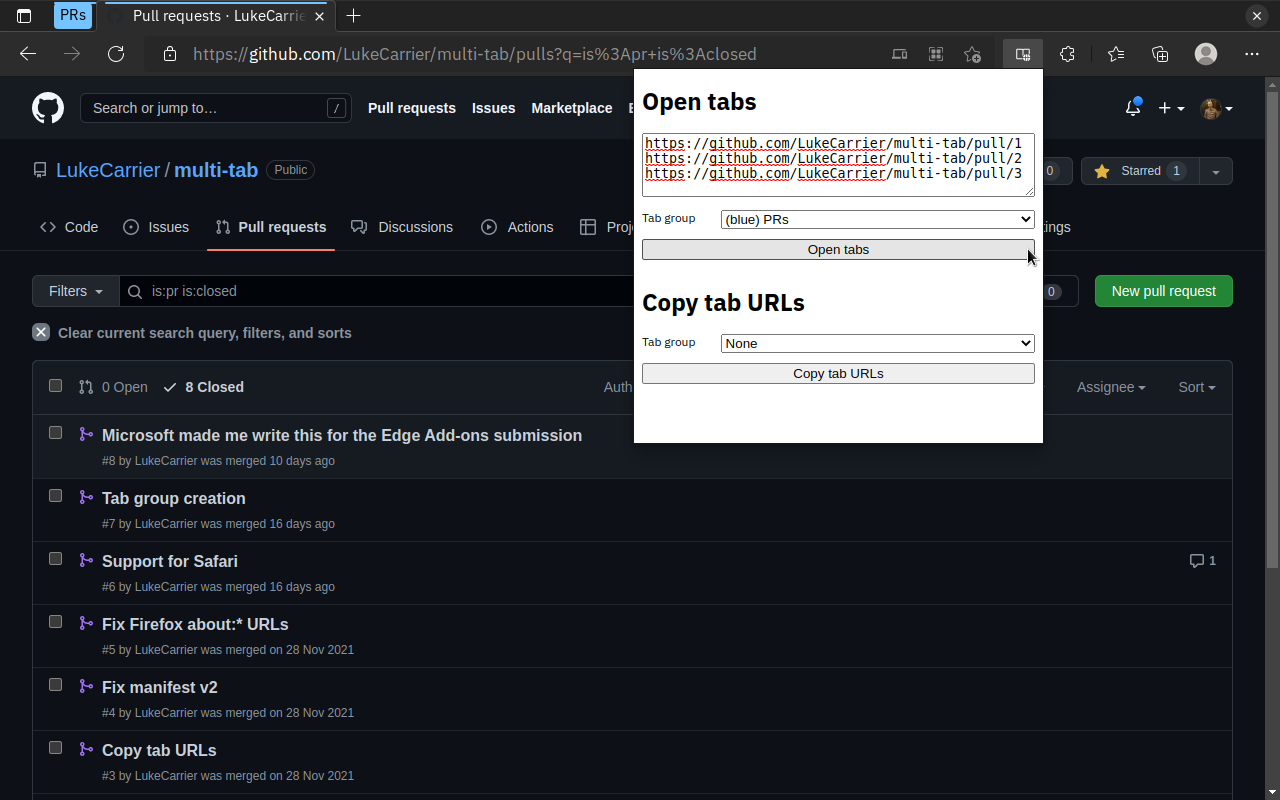 PRs
Pull requests · LukeCarrie
https://github.com/LukeCarrier/multi-tab/pulls?q=is%3Apr+is%3Aclosed
Search or jump to…
/
Pull requests
Issues
Marketplace
E
LukeCarrier / multi-tab
Public
0
Starred 1
Code
Issues
Pull requests
Discussions
Actions
Proj
tings
Filters
is:pr is:closed
0
New pull request
Clear current search query, filters, and sorts
0 Open
8 Closed
Auth
Assignee
Sort
Microsoft made me write this for the Edge Add-ons submission
#8 by LukeCarrier was merged 10 days ago
Tab group creation
#7 by LukeCarrier was merged 16 days ago
Support for Safari
1
#6 by LukeCarrier was merged 16 days ago
Fix Firefox about:* URLs
#5 by LukeCarrier was merged on 28 Nov 2021
Fix manifest v2
#4 by LukeCarrier was merged on 28 Nov 2021
Copy tab URLs
#3 by LukeCarrier was merged on 28 Nov 2021
Open tabs
https://github.com/LukeCarrier/multi-tab/pull/1
https://github.com/LukeCarrier/multi-tab/pull/2
https://github.com/LukeCarrier/multi-tab/pull/3
Tab group
(blue) PRs
Open tabs
Copy tab URLs
Tab group
None
Copy tab URLs